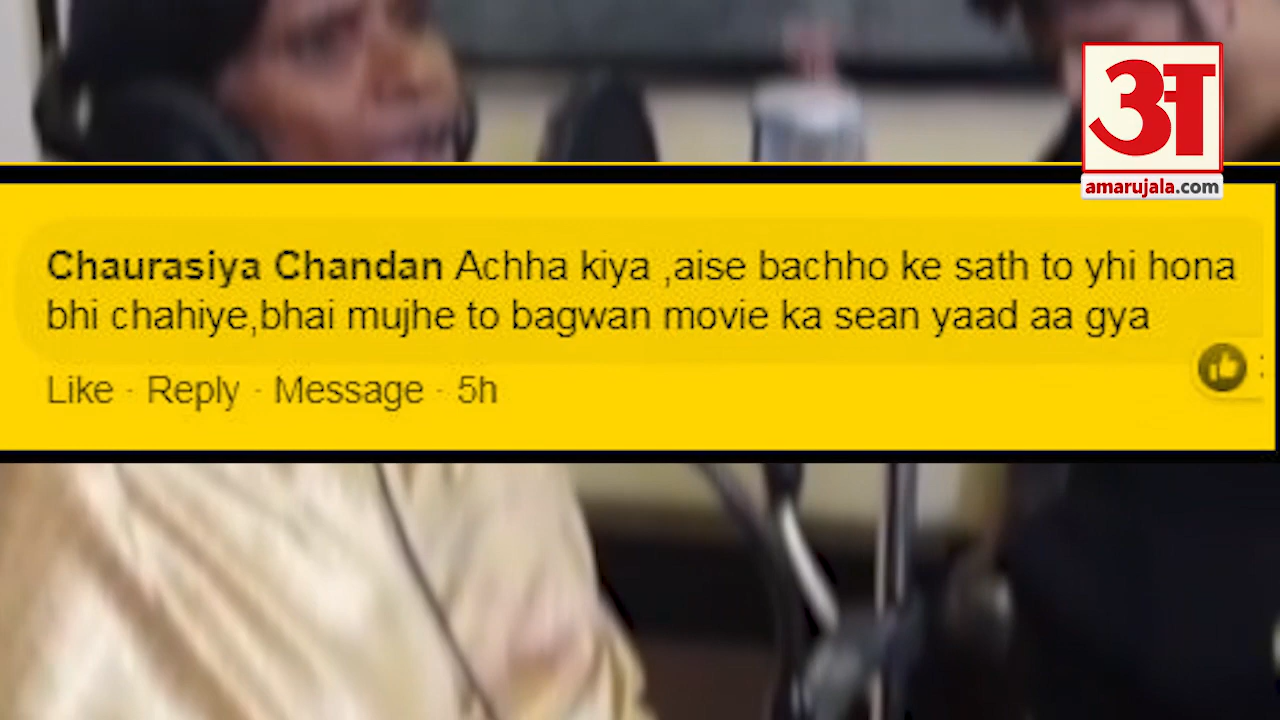 अ
amarujala.com
Chaurasiya Chandan Achha kiya ,aise bachho ke sath to yhi hona
bhi chahiye,bhai mujhe to bagwan movie ka sean yaad aa gya
Like · Reply · Message · 5h